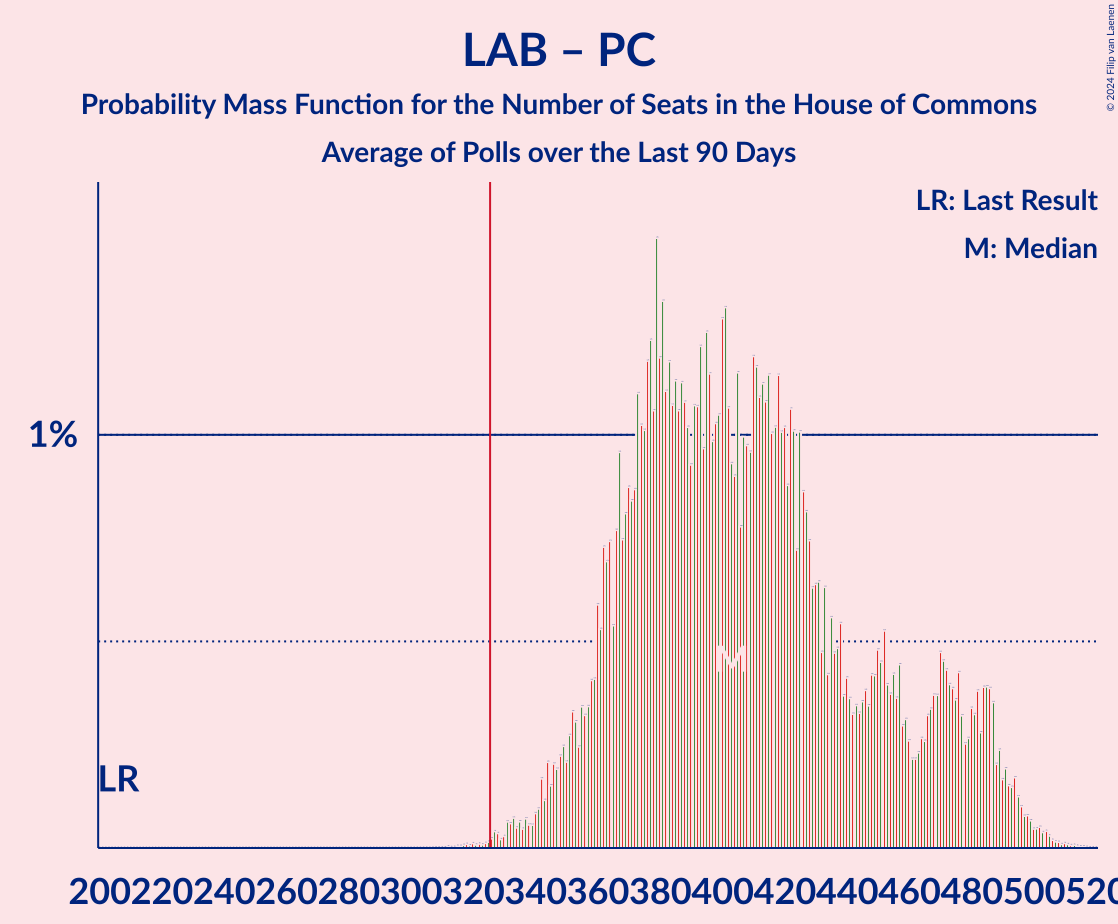 LAB – PC
Probability Mass Function for the Number of Seats in the House of Commons
Average of Polls over the Last 90 Days
© 2024 Filip van Laenen
LR: Last Result
M: Median
1%
M
LR
200220240260280300320340360380400420440460480500520